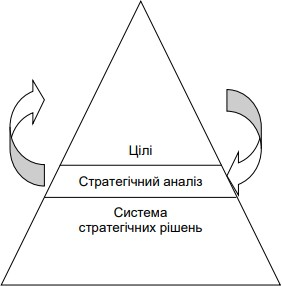 Цілі
Стратегічний аналіз
Система
стратегічних рішень